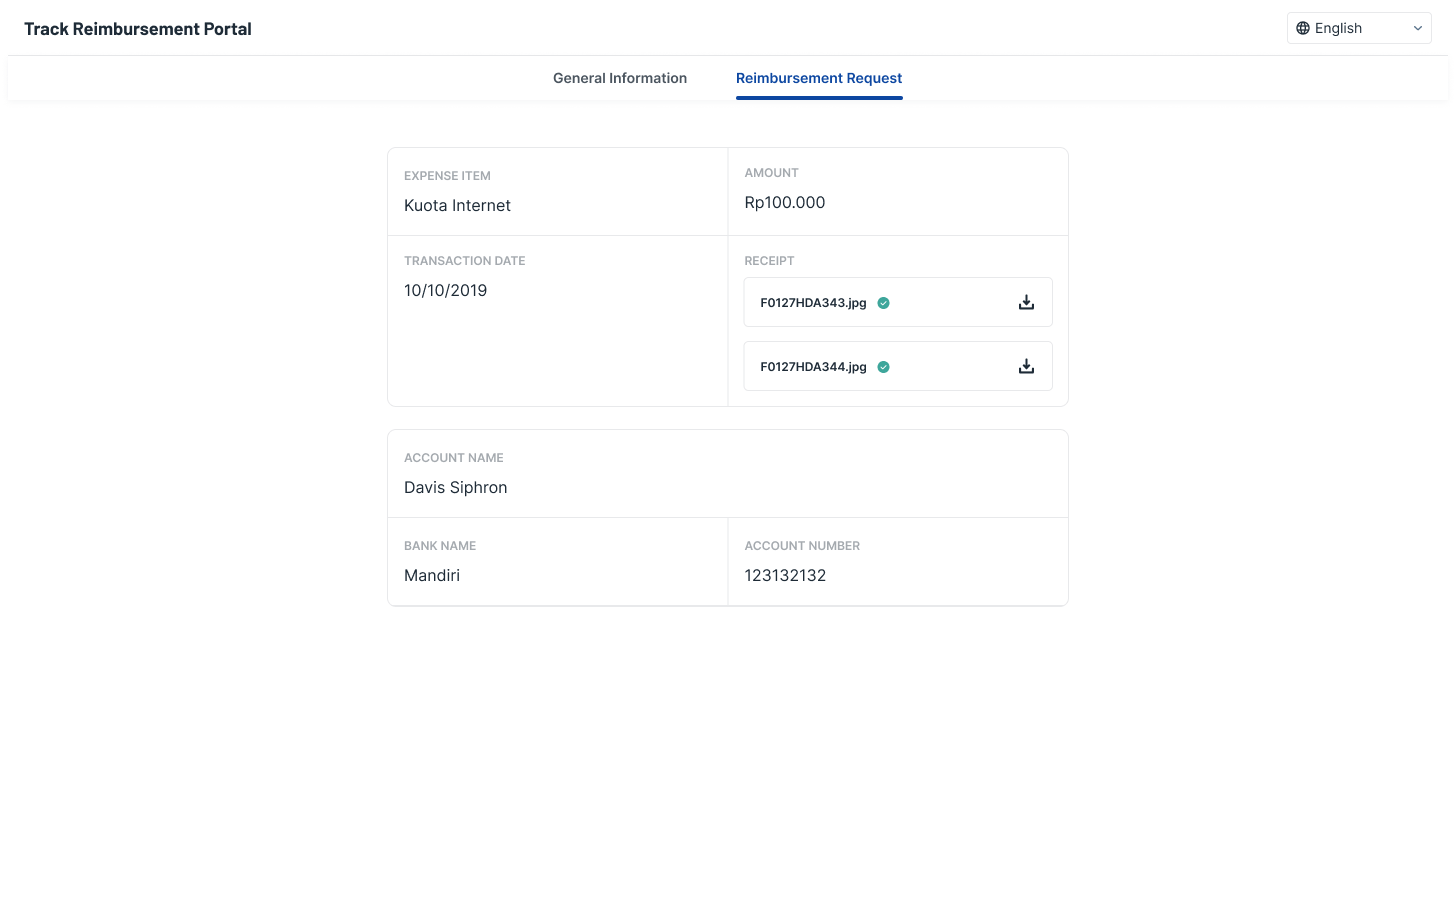 Track Reimbursement Portal
English
General Information
Reimbursement Request
EXPENSE ITEM
Kuota Internet
AMOUNT
Rp100.000
TRANSACTION DATE
10/10/2019
RECEIPT
F0127HDA343.jpg
F0127HDA344.jpg
ACCOUNT NAME
Davis Siphron
BANK NAME
Mandiri
ACCOUNT NUMBER
123132132